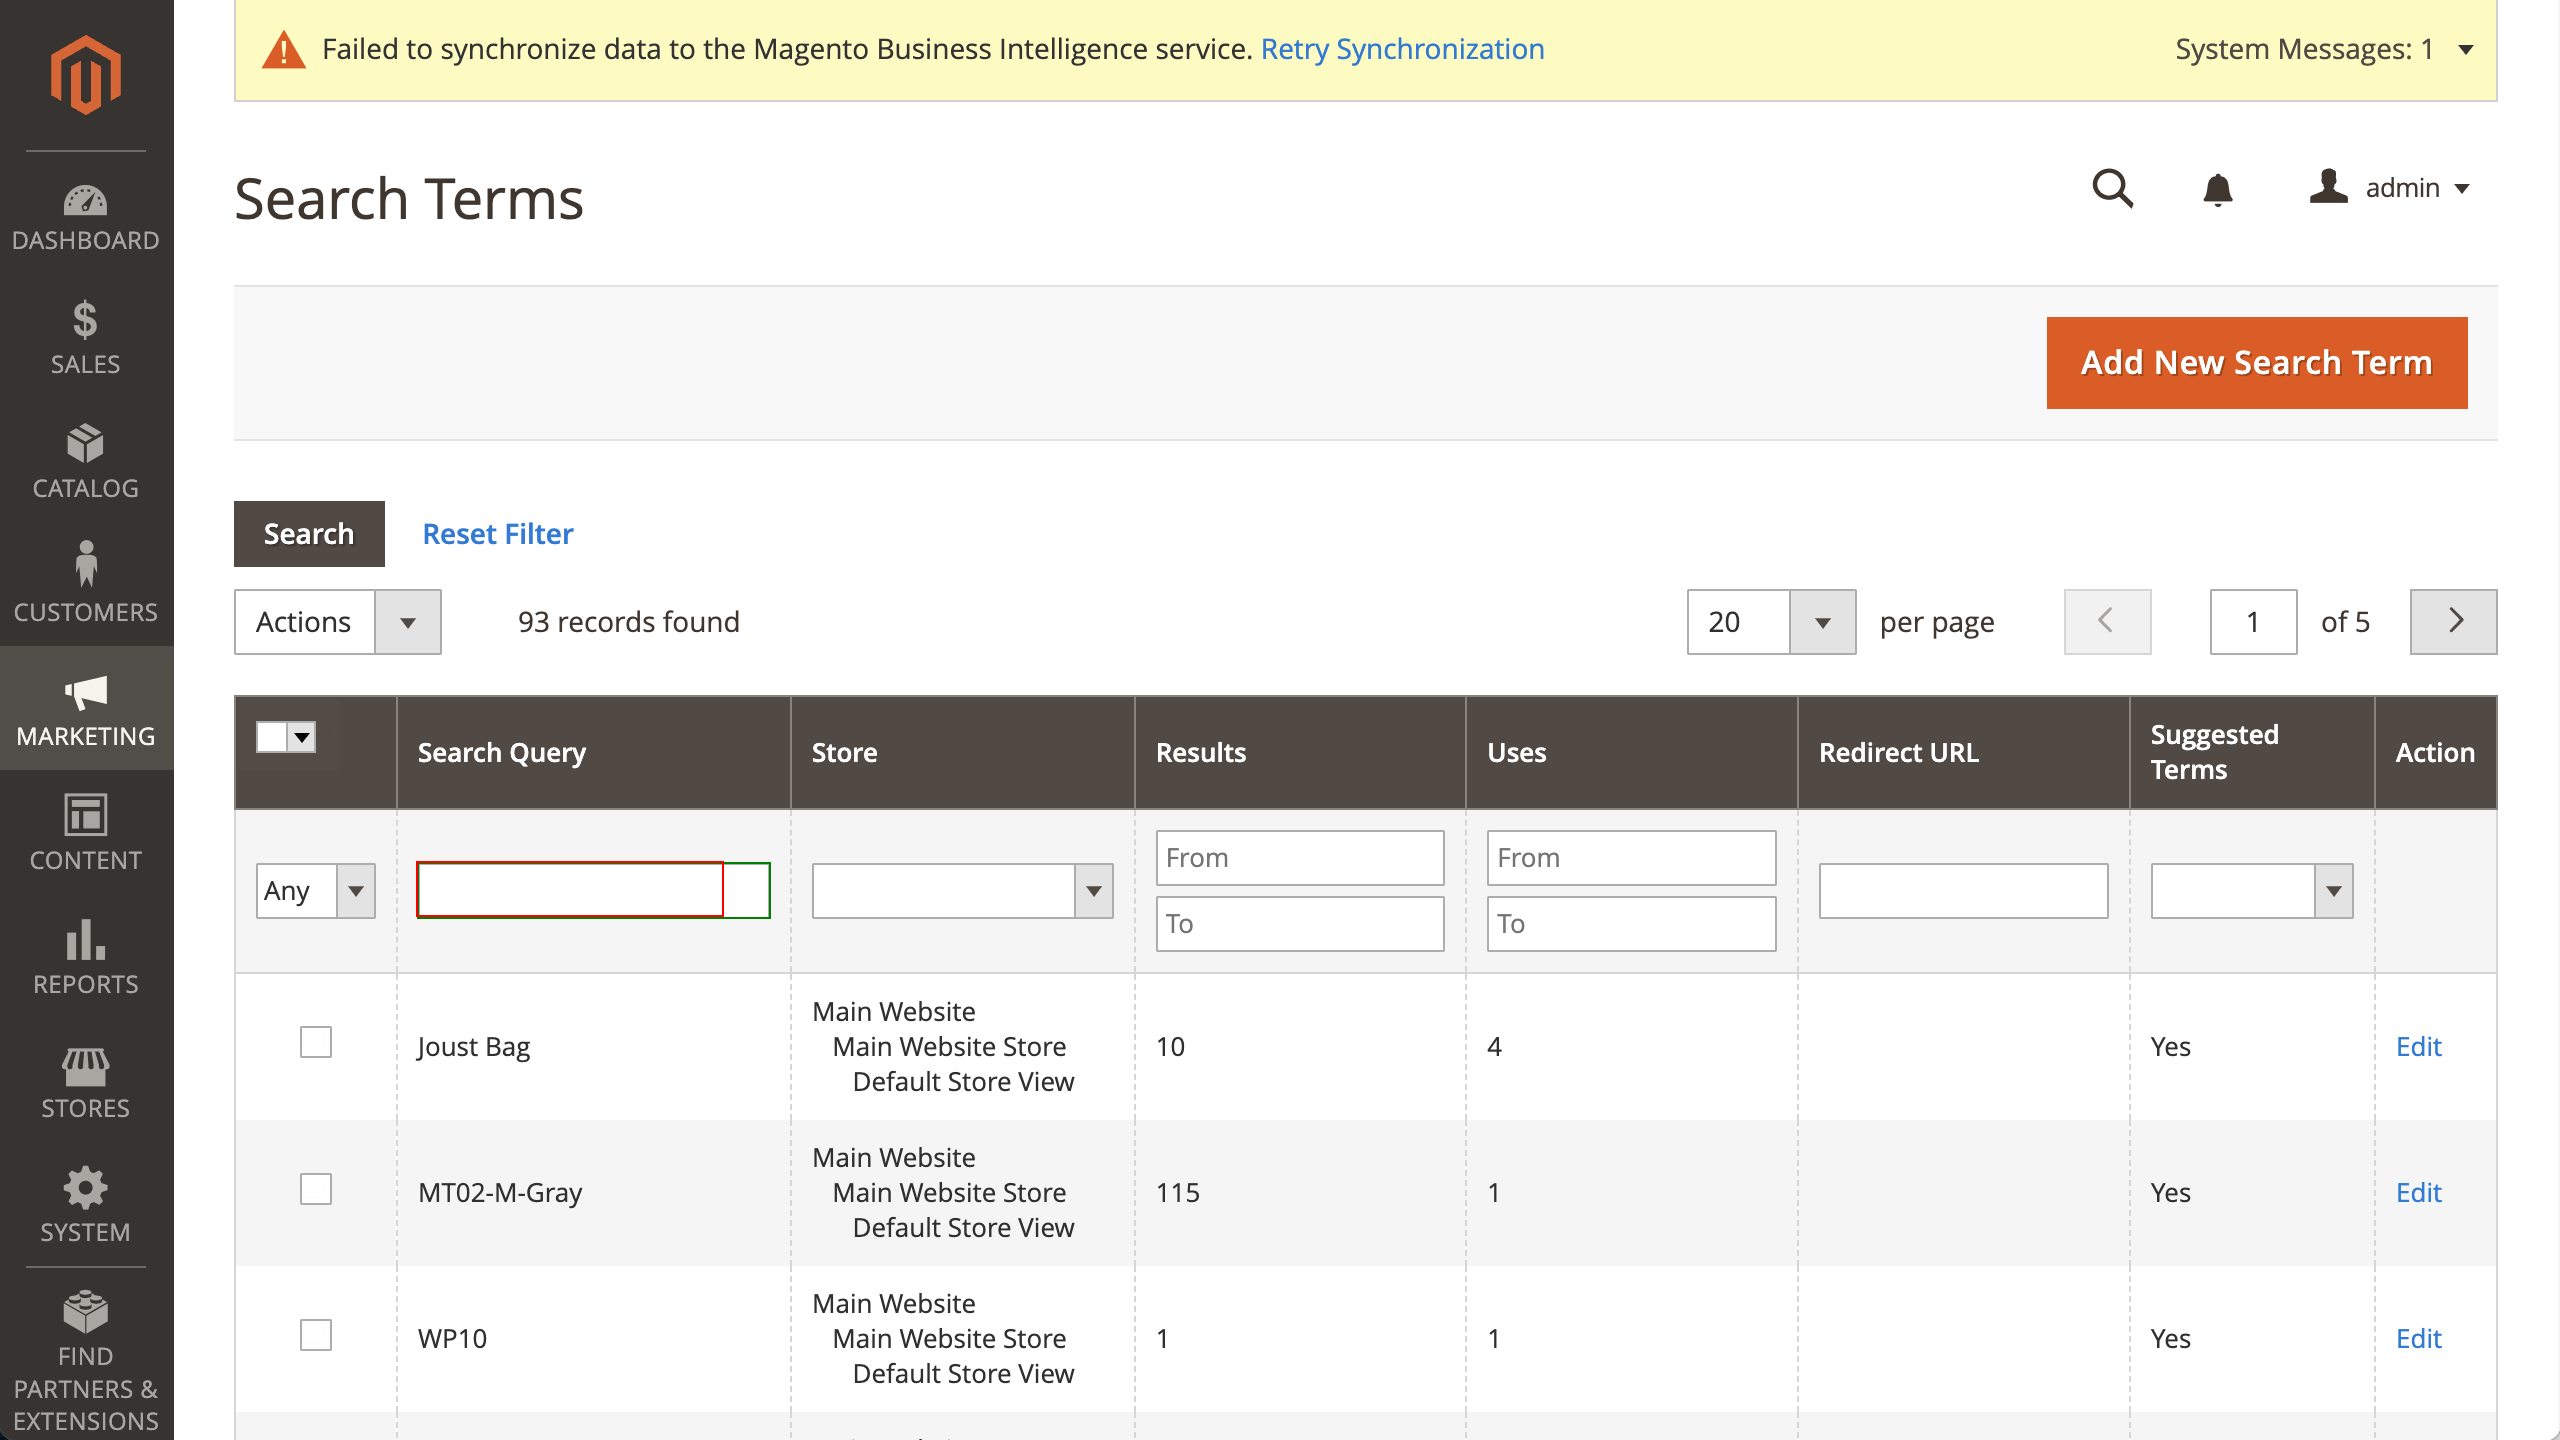 Failed to synchronize data to the Magento Business Intelligence service. Retry Synchronization
System Messages: 1
Search Terms
admin
DASHBOARD
SALES
CATALOG
CUSTOMERS
MARKETING
CONTENT
REPORTS
STORES
SYSTEM
FIND
PARTNERS &
EXTENSIONS
Add New Search Term
Search Reset Filter
Actions 93 records found 20 per page 1 of 5
Search Query Store Results Uses Redirect URL Suggested Terms Action
Any From From
To To
Main Website
Joust Bag Main Website Store 10 4 Yes Edit
Default Store View
Main Website
MT02-M-Gray Main Website Store 115 1 Yes Edit
Default Store View
Main Website
WP10 Main Website Store 1 1 Yes Edit
Default Store View